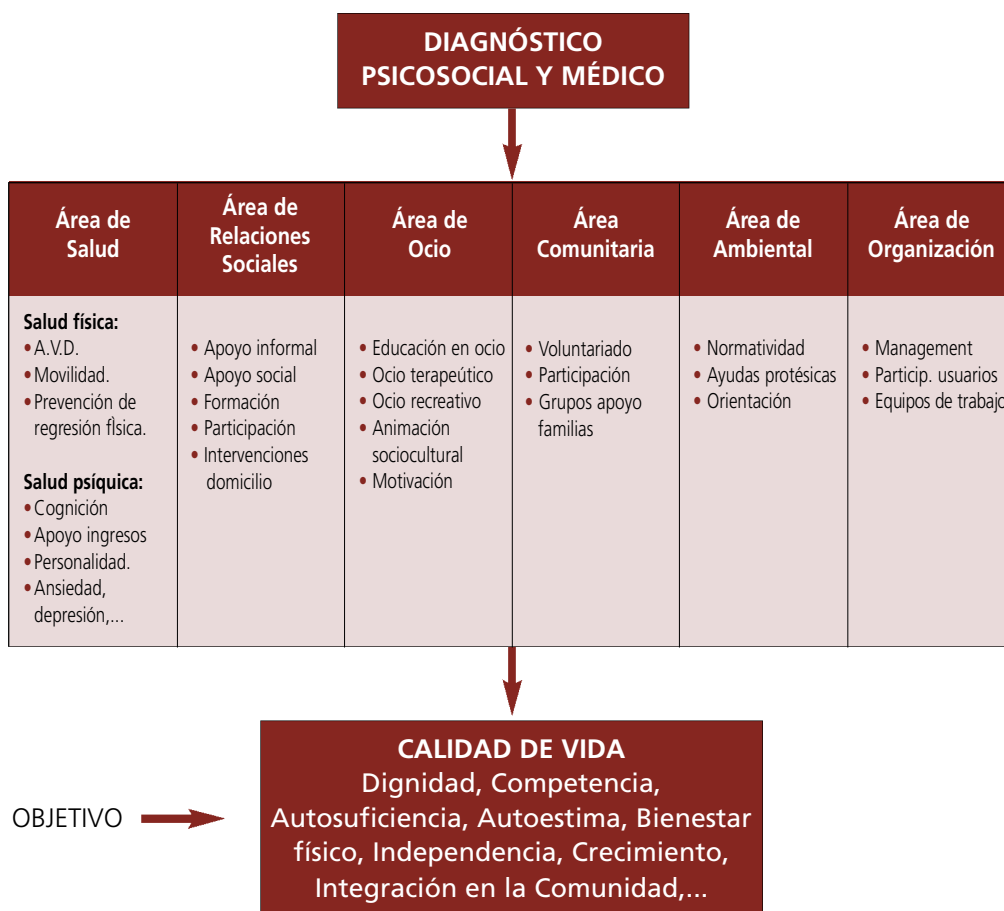 DIAGNÓSTICO
PSICOSOCIAL Y MÉDICO
Área de
Salud
Área de
Relaciones
Sociales
Área de
Ocio
Área
Comunitaria
Área de
Ambiental
Área de
Organización
Salud física:
• A.V.D.
• Movilidad.
• Prevención de
regresión física.
Salud psíquica:
• Cognición
• Apoyo ingresos
• Personalidad.
• Ansiedad,
depresión,...
• Apoyo informal
• Apoyo social
• Formación
• Participación
• Intervenciones
domicilio
• Educación en ocio
• Ocio terapeútico
• Ocio recreativo
• Animación
sociocultural
• Motivación
• Voluntariado
• Participación
• Grupos apoyo
familias
• Normatividad
• Ayudas protésicas
• Orientación
• Management
• Particip. usuarios
• Equipos de trabajo
CALIDAD DE VIDA
Dignidad, Competencia,
Autosuficiencia, Autoestima, Bienestar
físico, Independencia, Crecimiento,
Integración en la Comunidad,...
OBJETIVO